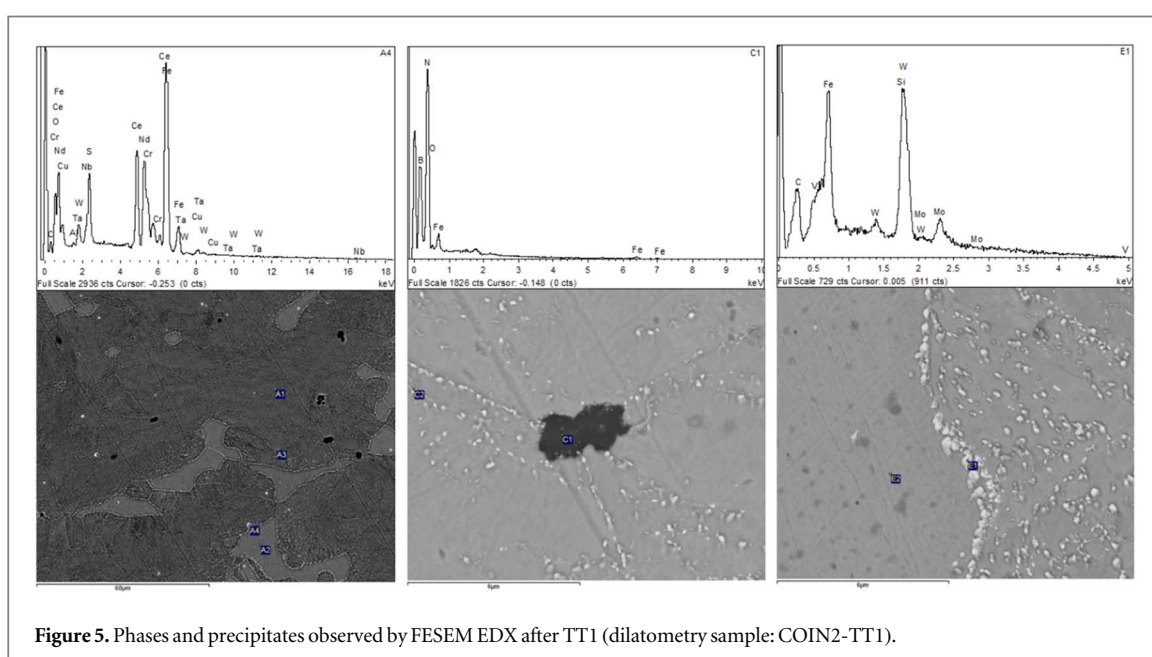 A4
Ce
Fe
Fe
Ce
O
Cr
Nd
Cu
C
W
Ta
A
S
Nb
Ce
Nd
Cr
Cr
Fe
Ta
W
Ta
Cu
W
Cu
W
Ta
W
Ta
Nb
0 2 4 6 8 10 12 14 16 18
Full Scale 2936 cts Cursor: -0.253 (0 cts) keV
C1
N
O
B
Fe
Fe
Fe
0 1 2 3 4 5 6 7 8 9 10
Full Scale 1826 cts Cursor: -0.148 (0 cts) keV
E1
W
Si
Fe
C
V
W
Mo
W
Mo
Mo
V
0 0.5 1 1.5 2 2.5 3 3.5 4 4.5 5
Full Scale 729 cts Cursor: 0.005 (911 cts) keV
A1
A3
A4
A2
60µm
C2
C1
6µm
E1
E2
6µm
Figure 5. Phases and precipitates observed by FESEM EDX after TT1 (dilatometry sample: COIN2-TT1).